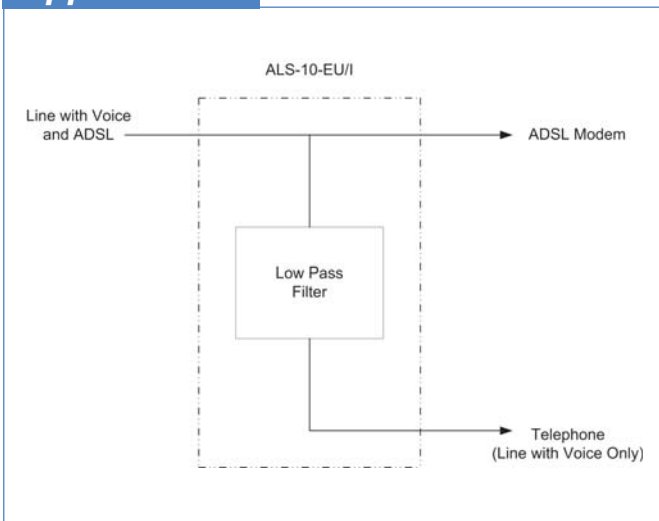 ALS-10-EU/I
Line with Voice
and ADSL
ADSL Modem
Low Pass
Filter
Telephone
(Line with Voice Only)